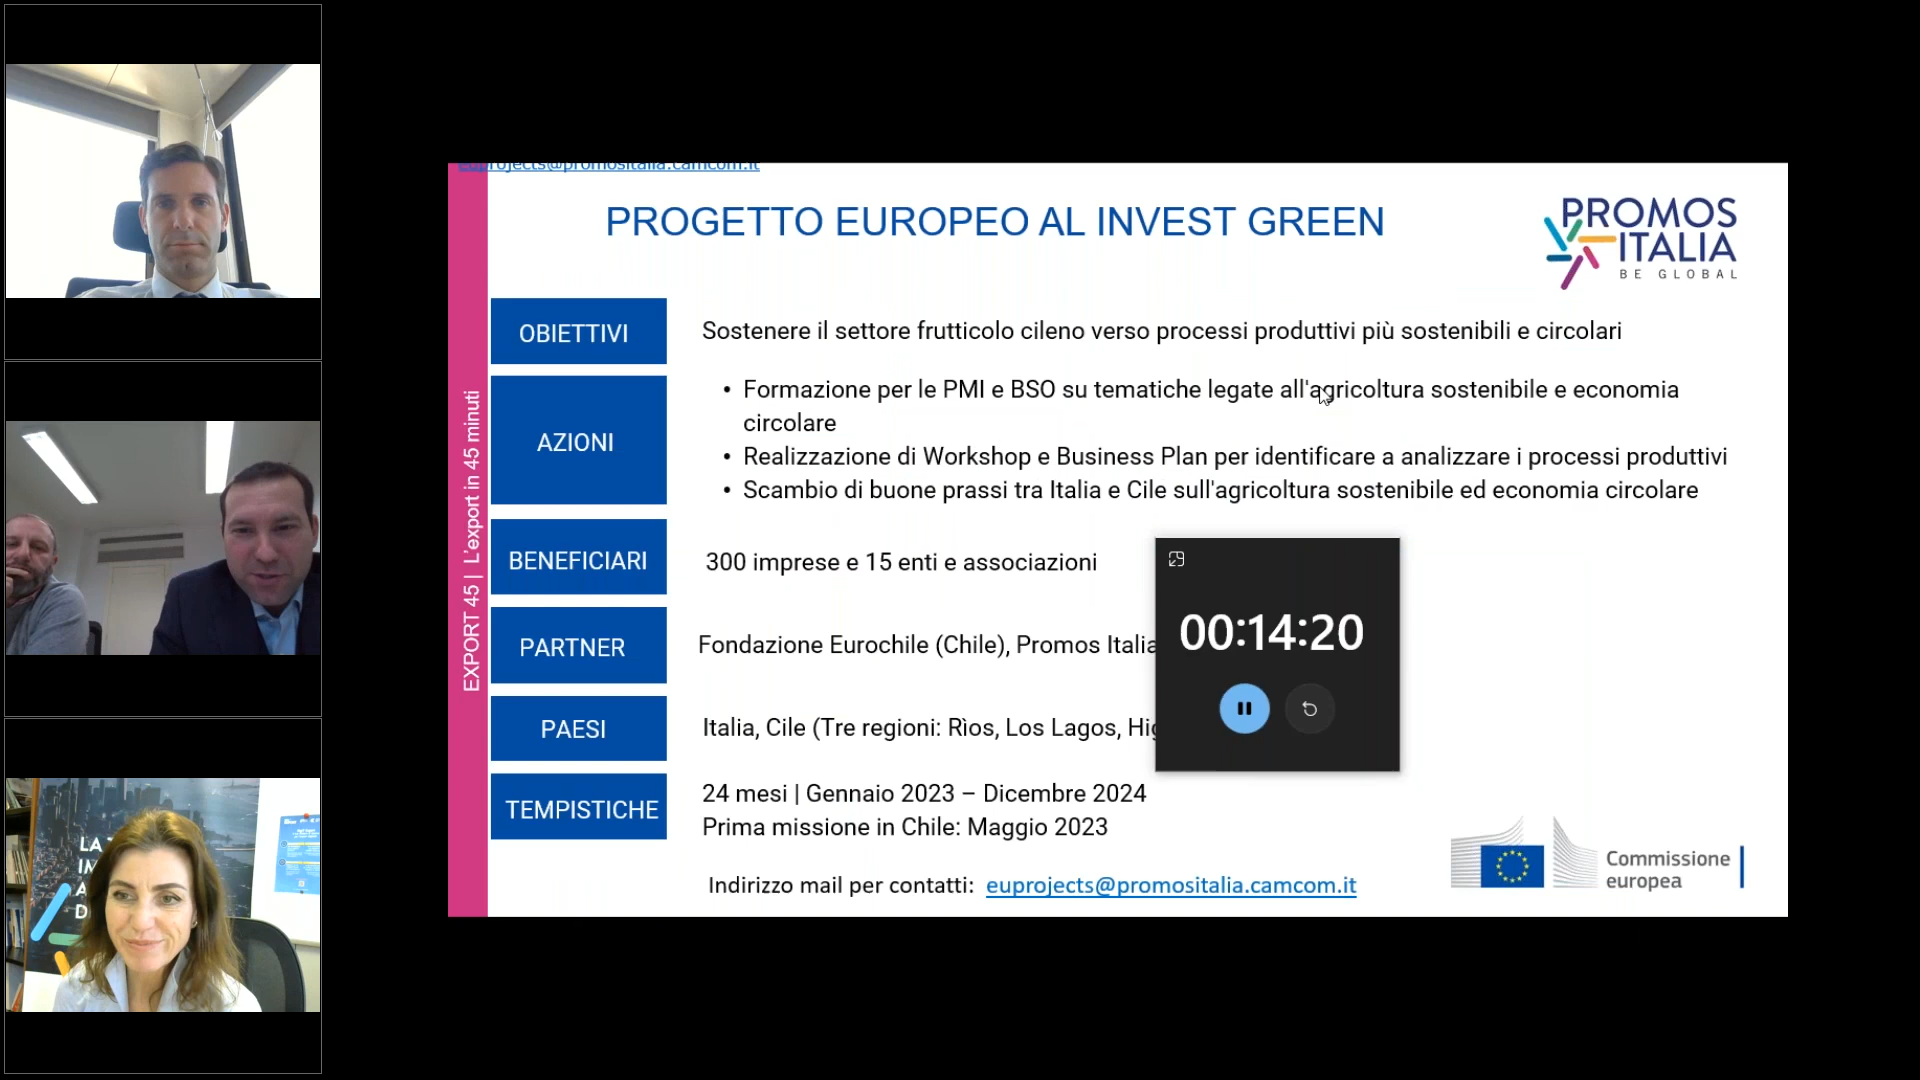 euprojects@promositalia.camcom.it
PROGETTO EUROPEO AL INVEST GREEN
PROMOS
ITALIA
BE GLOBAL
EXPORT 45 | L'export in 45 minuti
OBIETTIVI
Sostenere il settore frutticolo cileno verso processi produttivi più sostenibili e circolari
AZIONI
• Formazione per le PMI e BSO su tematiche legate all'agricoltura sostenibile e economia
circolare
• Realizzazione di Workshop e Business Plan per identificare a analizzare i processi produttivi
• Scambio di buone prassi tra Italia e Cile sull'agricoltura sostenibile ed economia circolare
BENEFICIARI
300 imprese e 15 enti e associazioni
PARTNER
Fondazione Eurochile (Chile), Promos Italia
00:14:20
PAESI
Italia, Cile (Tre regioni: Rìos, Los Lagos,
TEMPISTICHE
24 mesi | Gennaio 2023 – Dicembre 2024
Prima missione in Chile: Maggio 2023
Indirizzo mail per contatti: euprojects@promositalia.camcom.it
Commissione
europea
LA